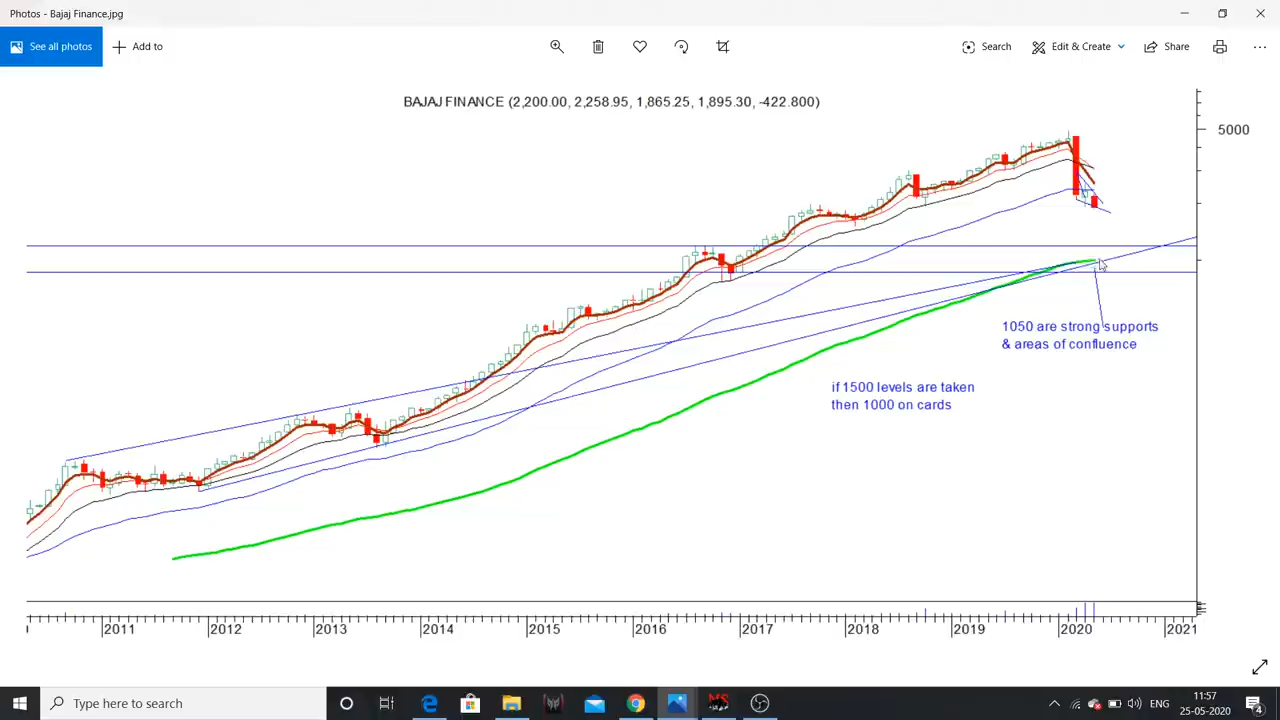 Photos - Bajaj Finance.jpg
See all photos
Add to
Search
Edit & Create
Share
BAJAJ FINANCE (2,200.00, 2,258.95, 1,865.25, 1,895.30, -422.800)
5000
1050 are strong supports
& areas of confluence
if 1500 levels are taken
then 1000 on cards
2011 2012 2013 2014 2015 2016 2017 2018 2019 2020 2021
Type here to search
ENG
11:57
25-05-2020
4